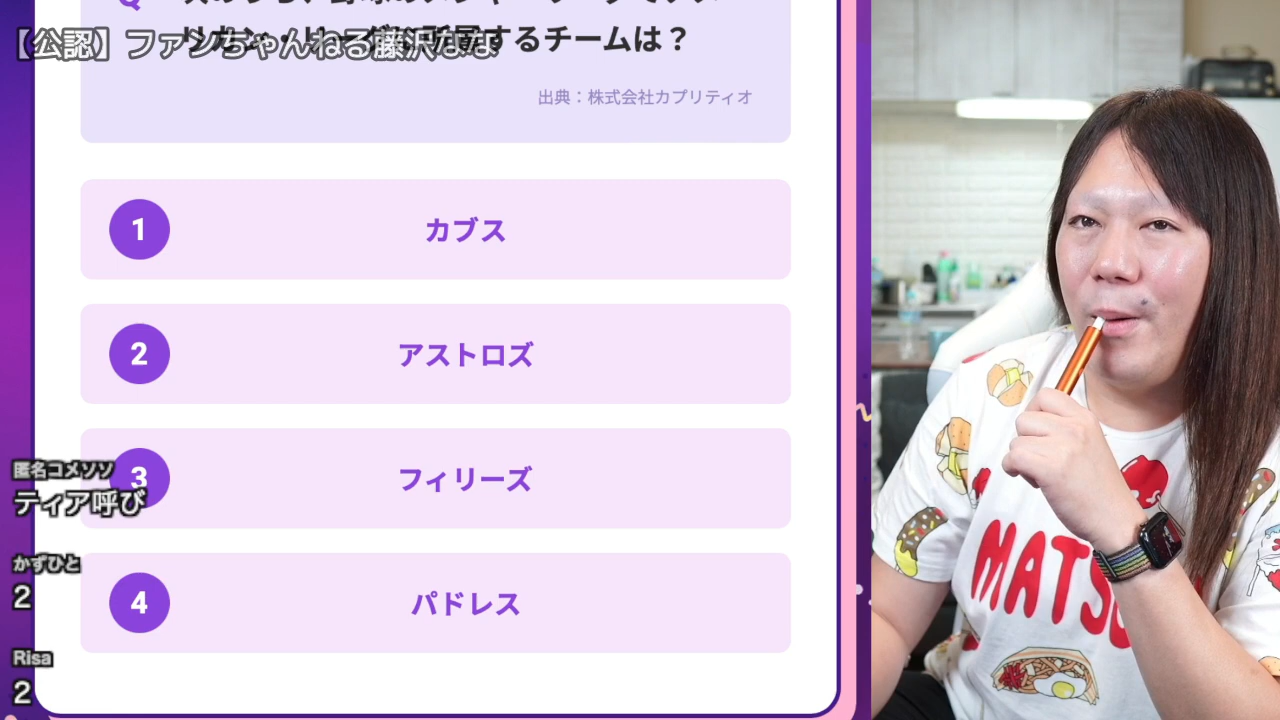 【公認】ファンちゃんねる藤沢なな
するチームは？
出典：株式会社カプリティオ
1 カブス
2 アストロズ
3 フィリーズ
4 パドレス
匿名コメソソ
ティア呼び
かずひと
2
Risa
2
MATSU